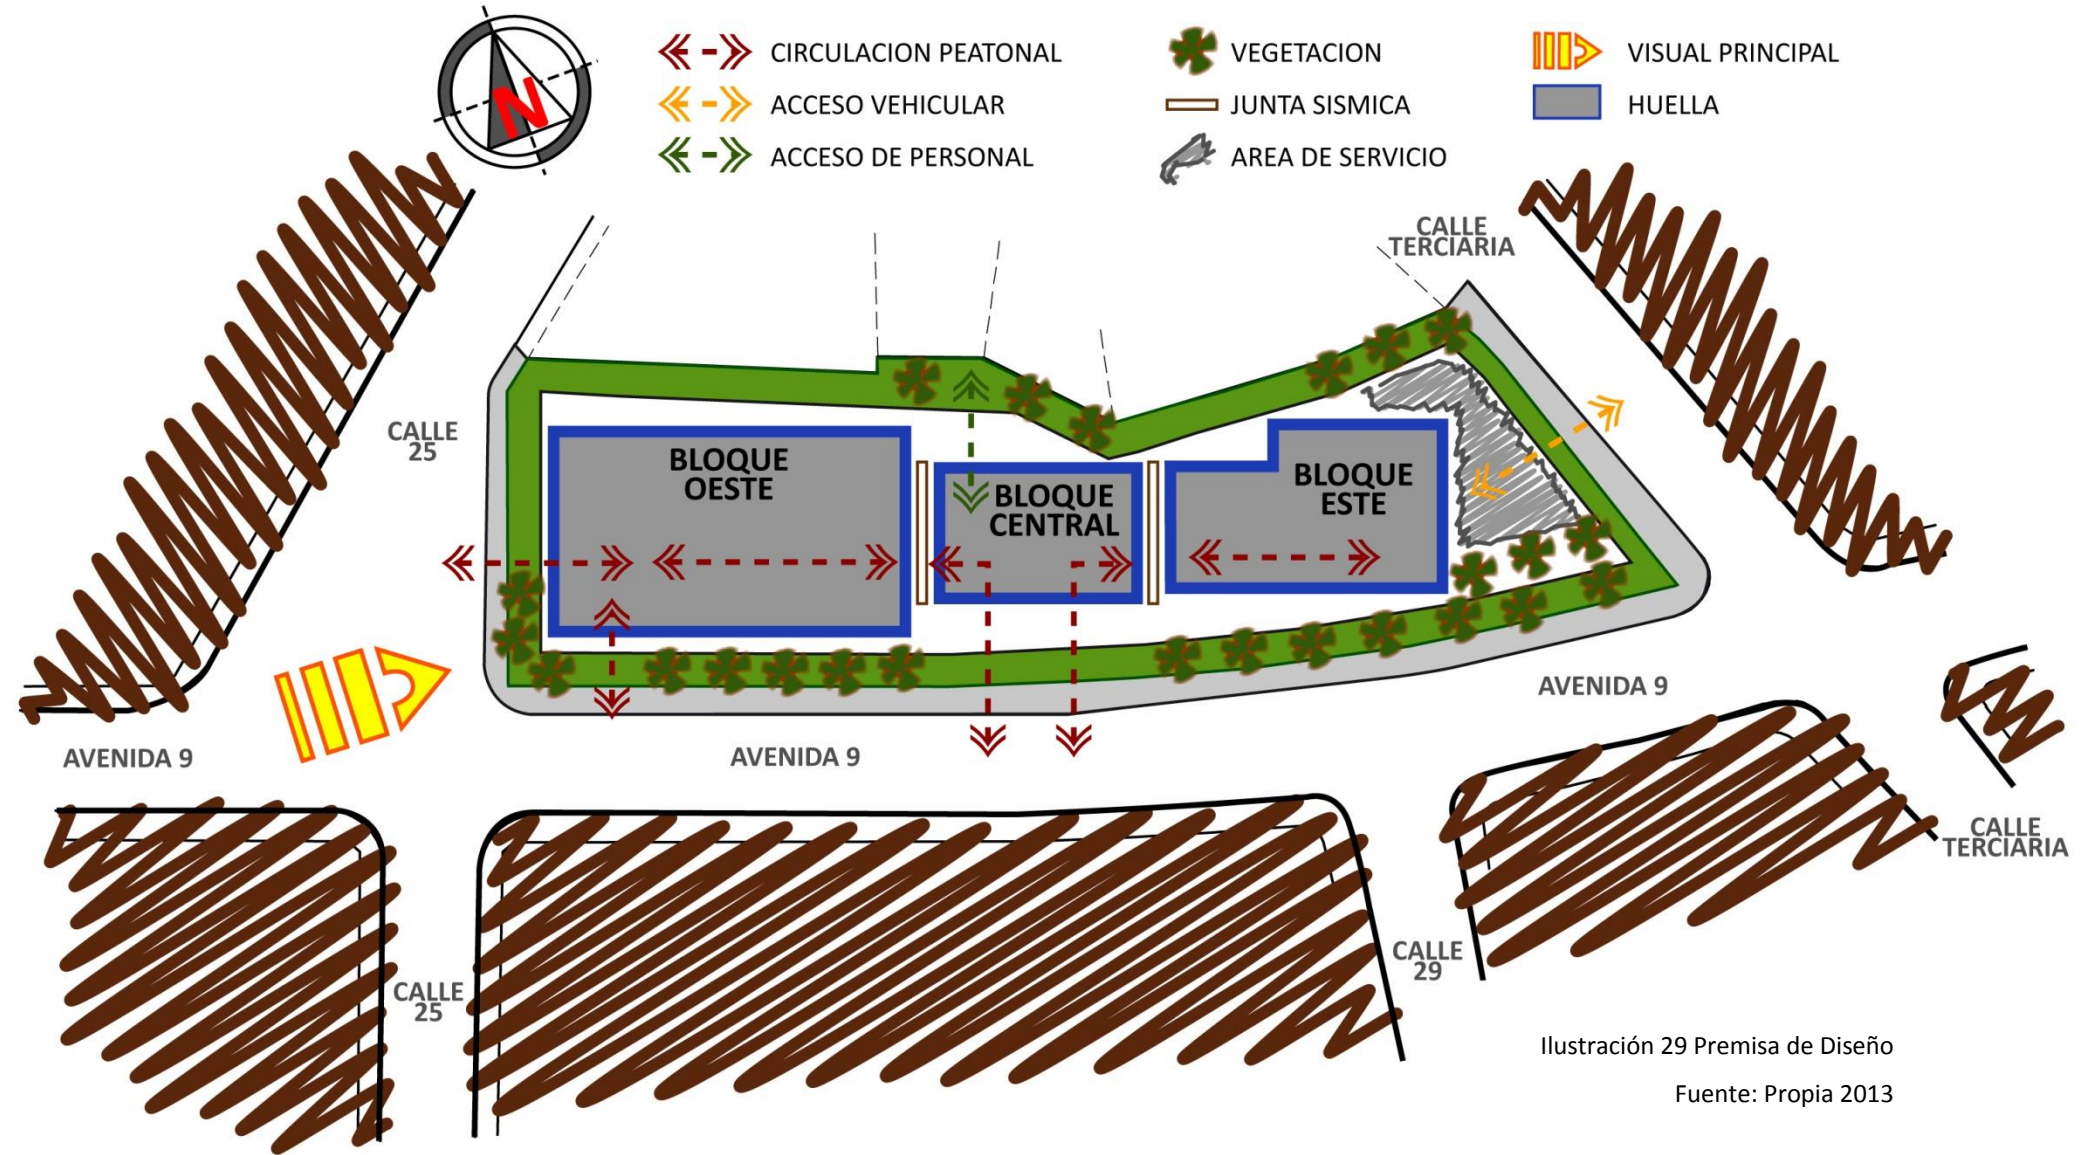 N
CIRCULACION PEATONAL
ACCESO VEHICULAR
ACCESO DE PERSONAL
VEGETACION
JUNTA SISMICA
AREA DE SERVICIO
VISUAL PRINCIPAL
HUELLA
CALLE
TERCIARIA
CALLE
25
BLOQUE
OESTE
BLOQUE
CENTRAL
BLOQUE
ESTE
AVENIDA 9
AVENIDA 9
AVENIDA 9
CALLE
TERCIARIA
CALLE
25
CALLE
29
Ilustración 29 Premisa de Diseño
Fuente: Propia 2013